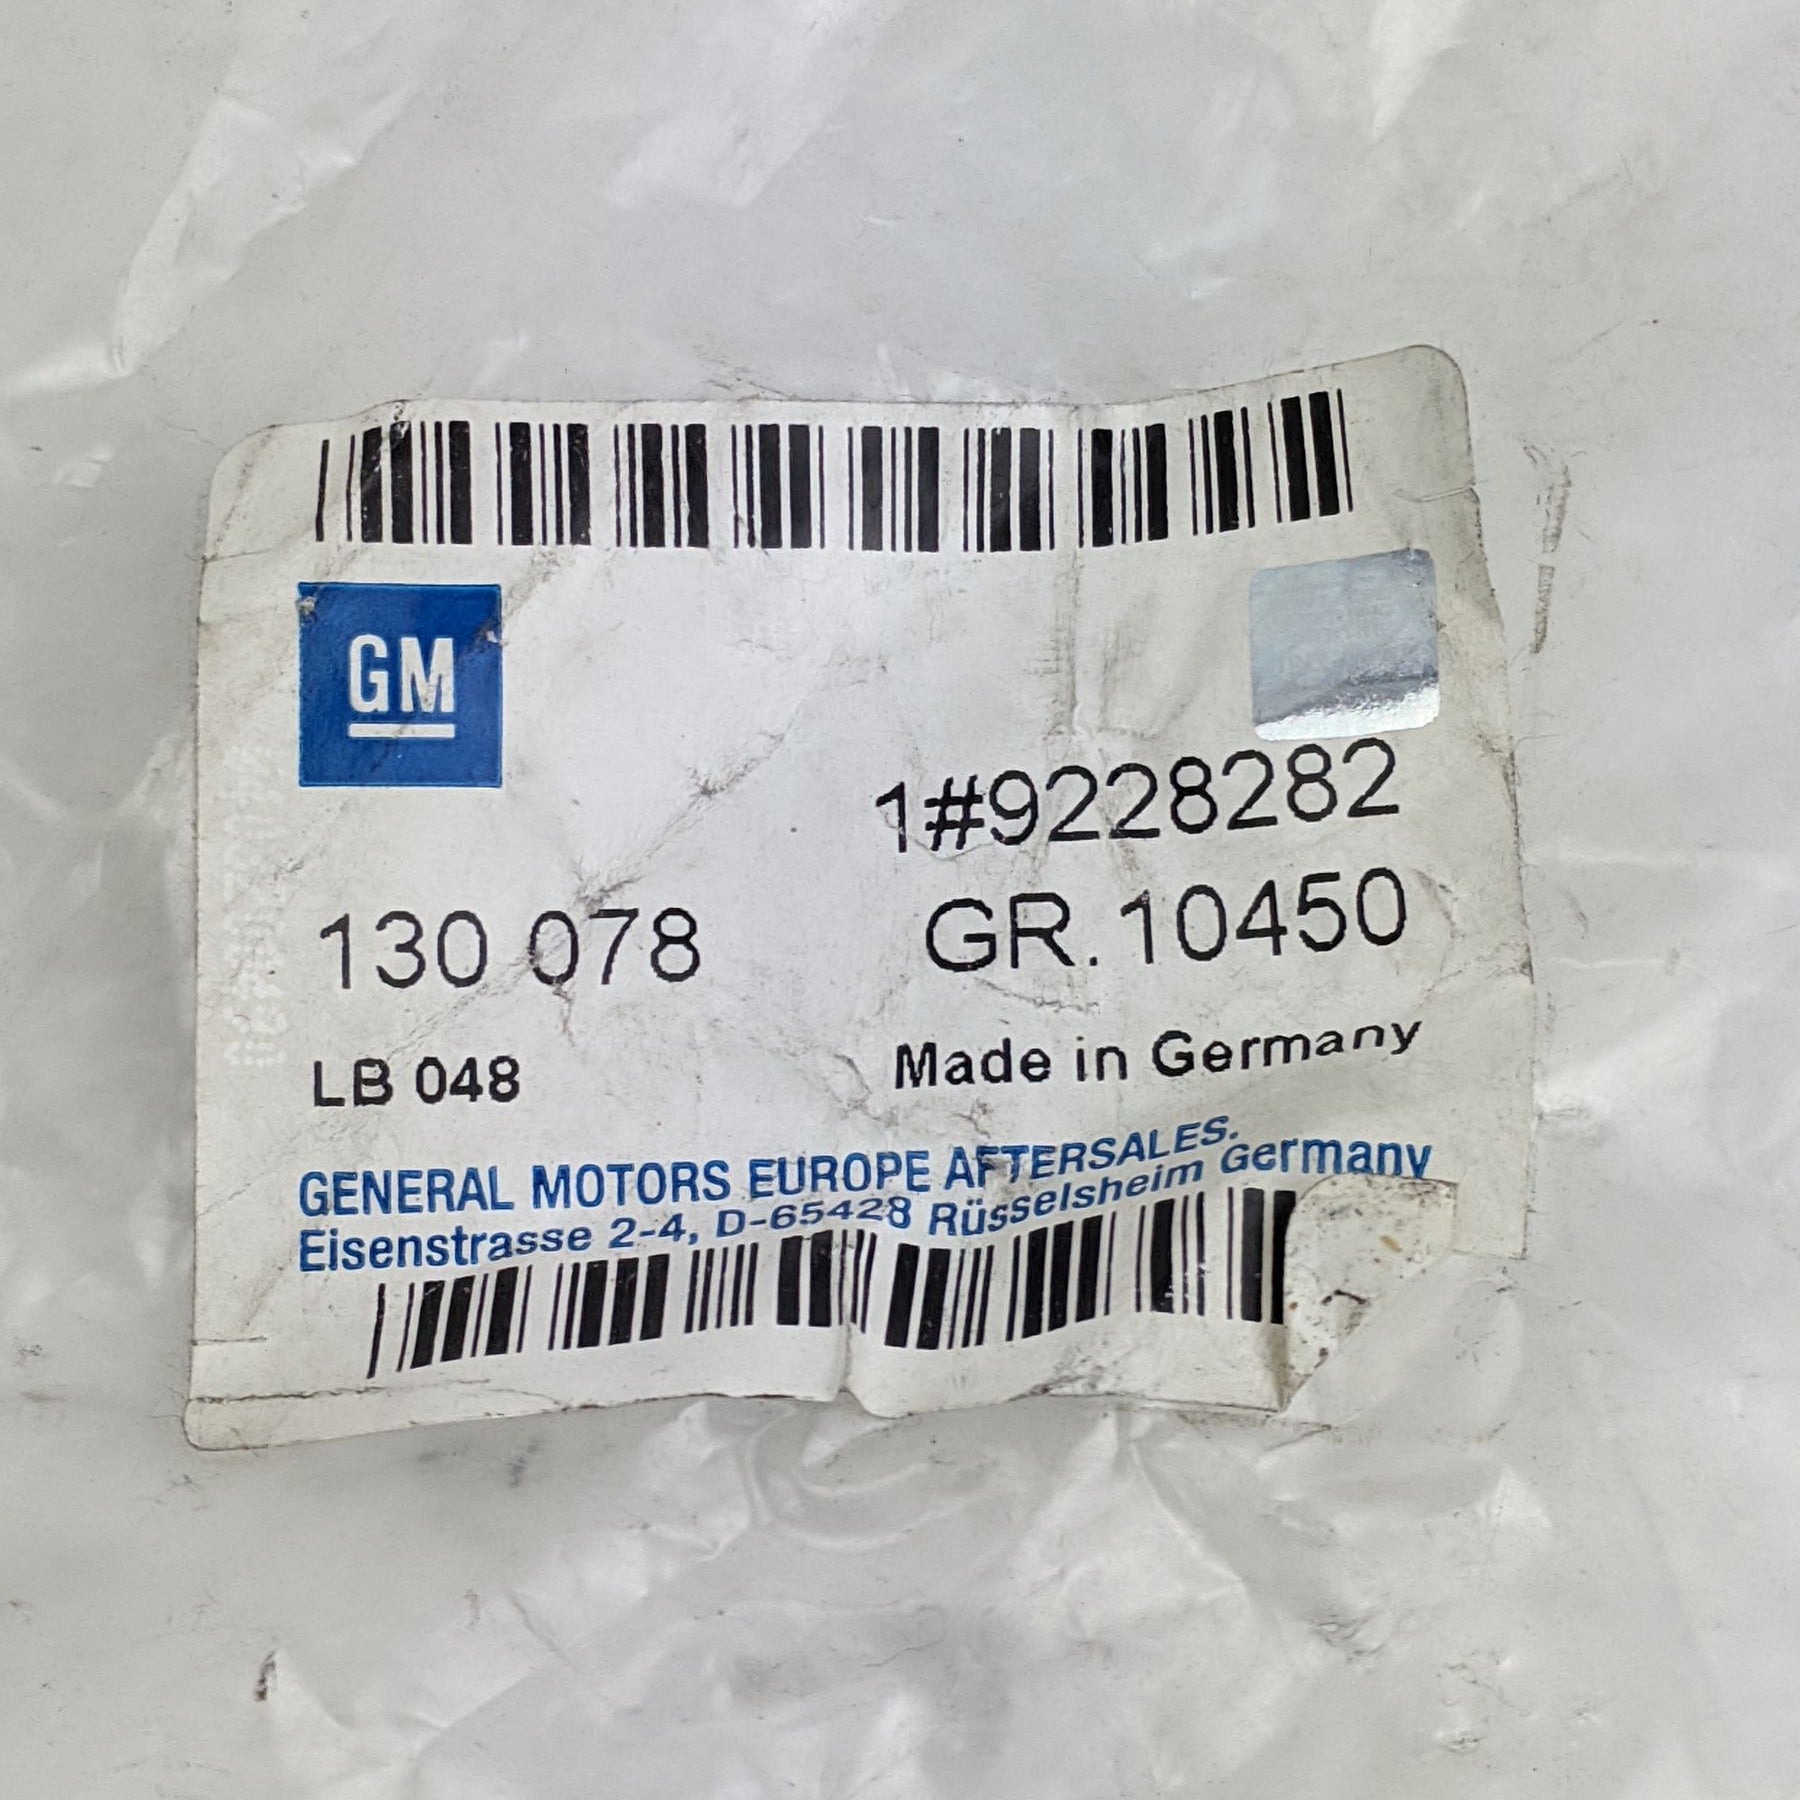 GM
1#9228282
130 078
GR. 10450
LB 048
Made in Germany
GENERAL MOTORS EUROPE AFTERSALES.
Eisenstrasse 2-4, D-65428 Rüsselsheim Germany